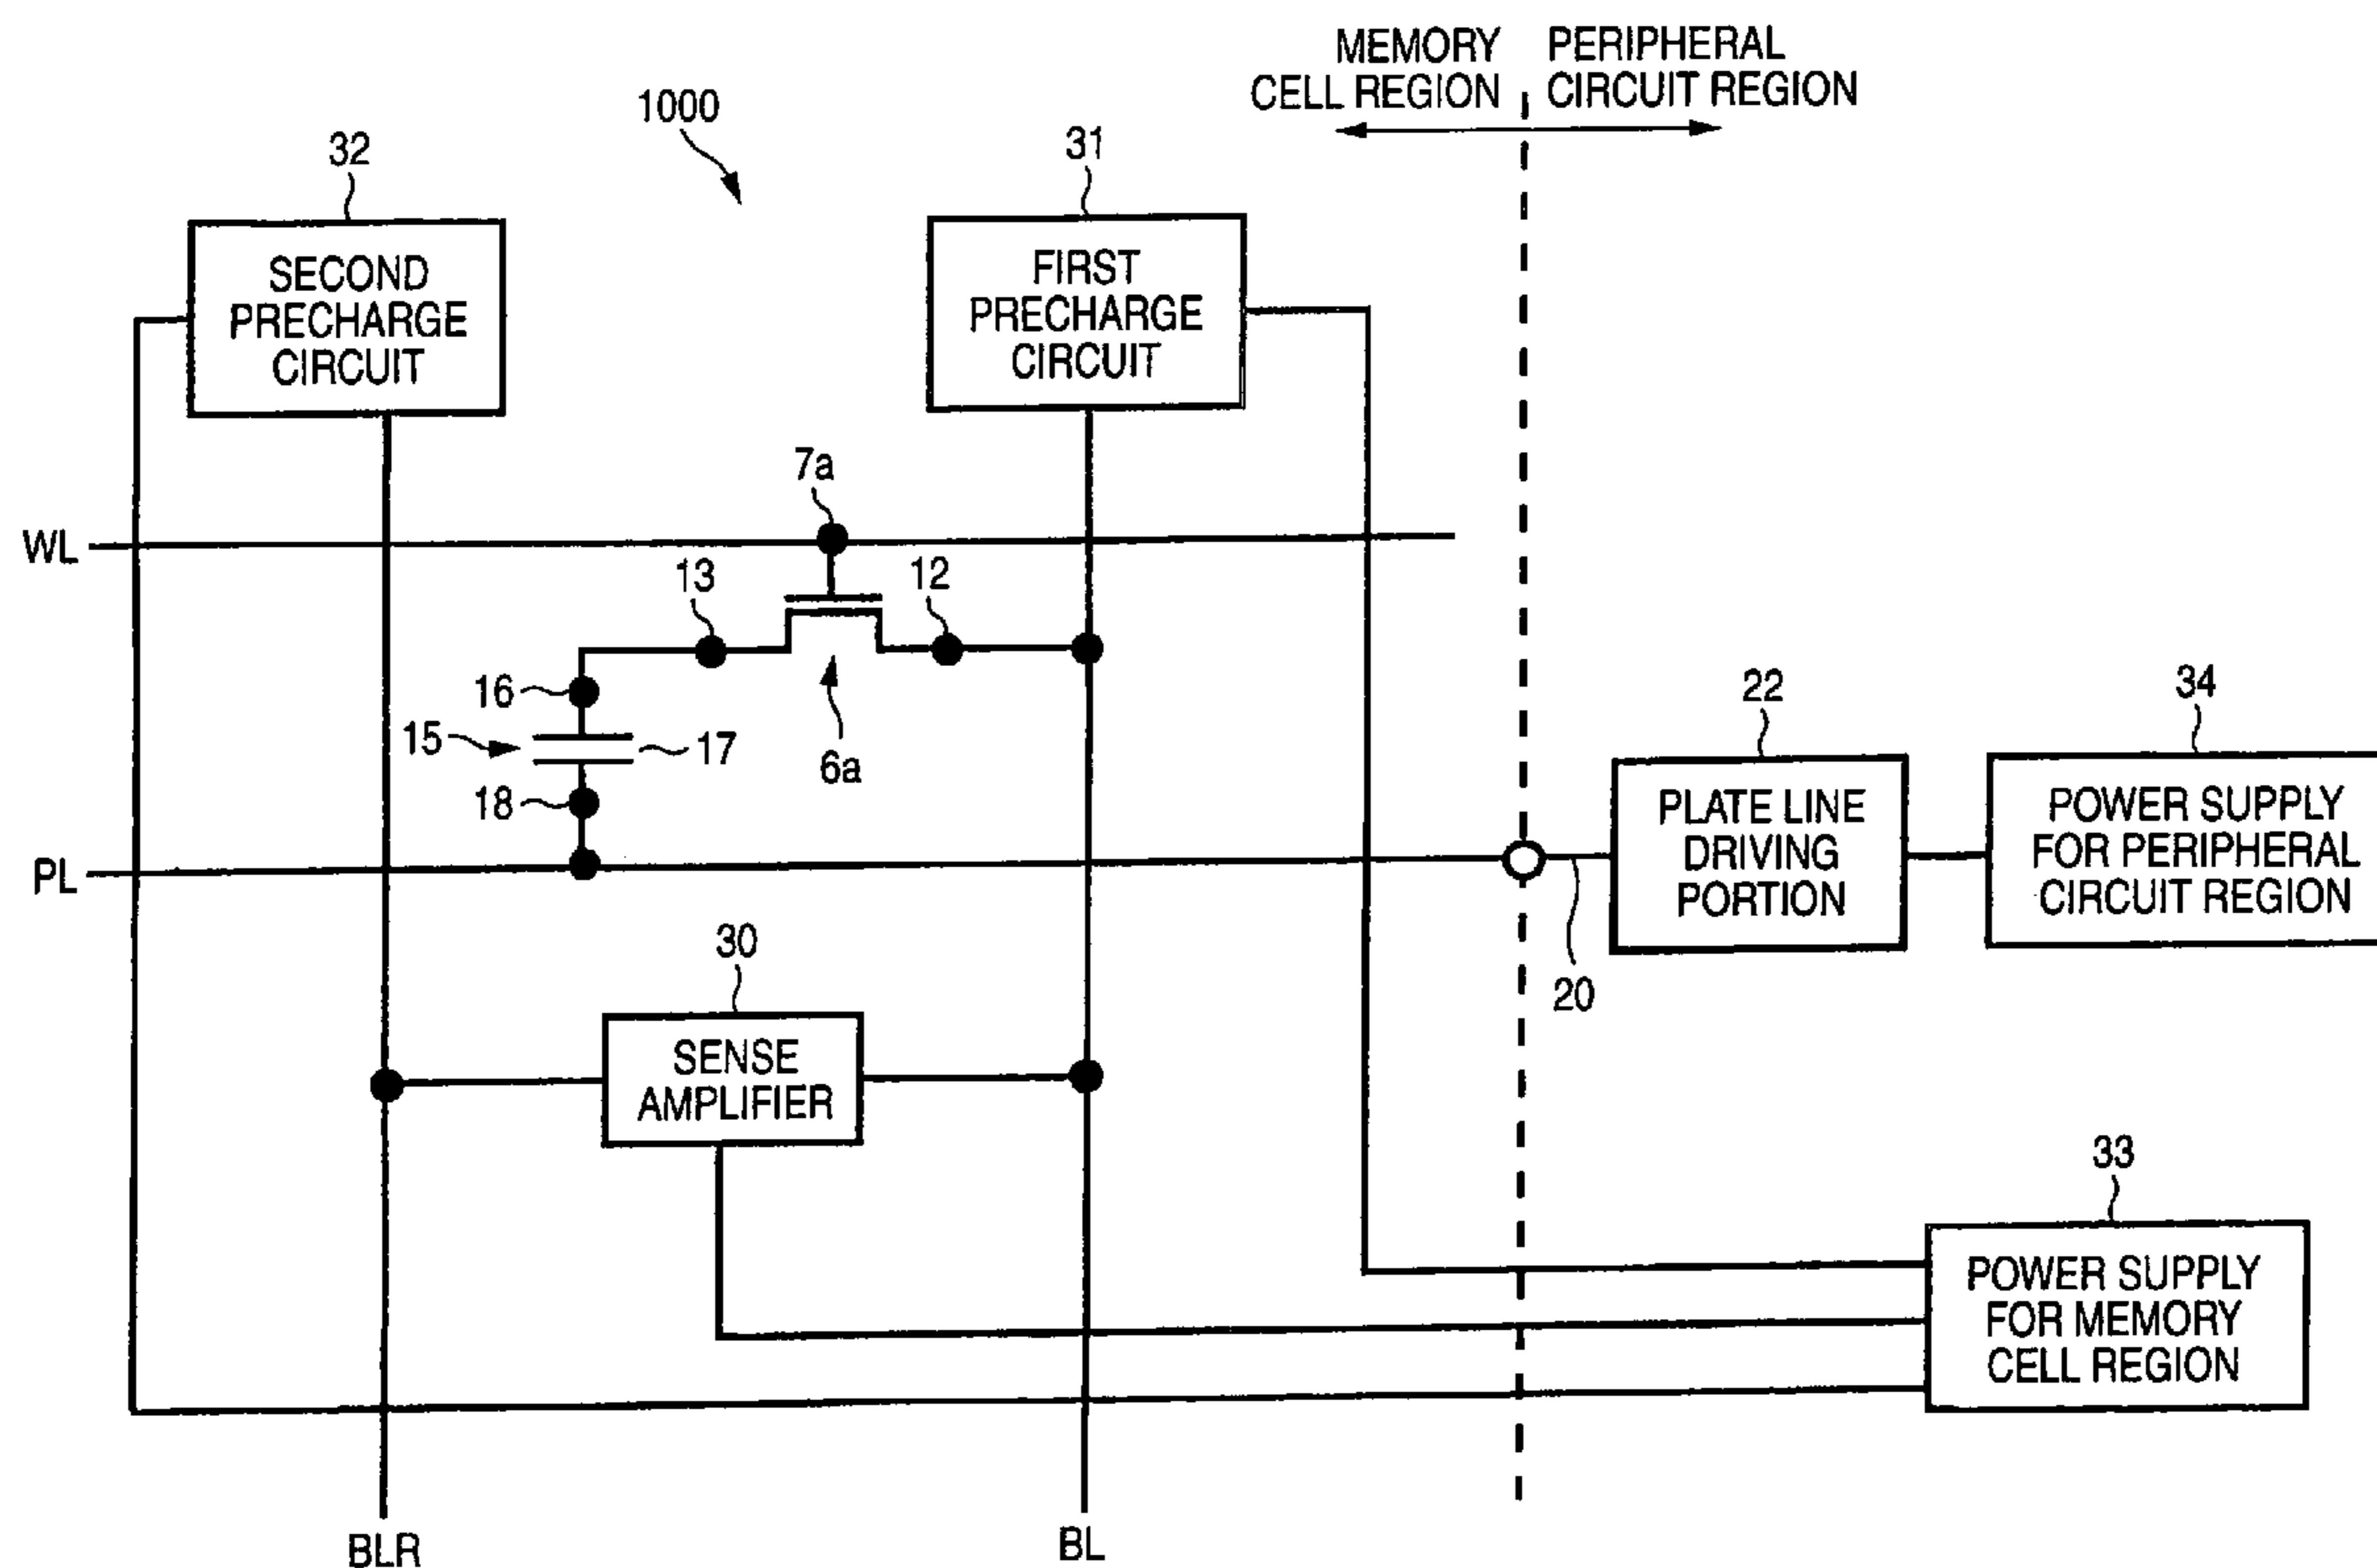 MEMORY
CELL REGION
PERIPHERAL
CIRCUIT REGION
1000
32
31
SECOND
PRECHARGE
CIRCUIT
FIRST
PRECHARGE
CIRCUIT
7a
WL
13
12
16
15
17
6a
18
22
34
PLATE LINE
DRIVING
PORTION
POWER SUPPLY
FOR PERIPHERAL
CIRCUIT REGION
PL
20
30
SENSE
AMPLIFIER
33
POWER SUPPLY
FOR MEMORY
CELL REGION
BLR
BL